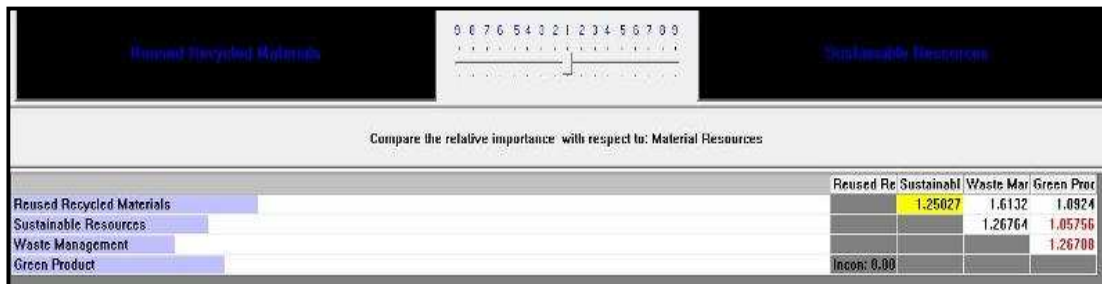 9 8 7 6 5 4 3 2 1 2 3 4 5 6 7 8 9
Reused Recycled Materials
Sustainable Resources
Compare the relative importance with respect to: Material Resources
Reused Re Sustainabl Waste Mar Green Proc
Reused Recycled Materials 1.25027 1.6132 1.0924
Sustainable Resources 1.26764 1.05756
Waste Management 1.26708
Green Product Incon: 0.00